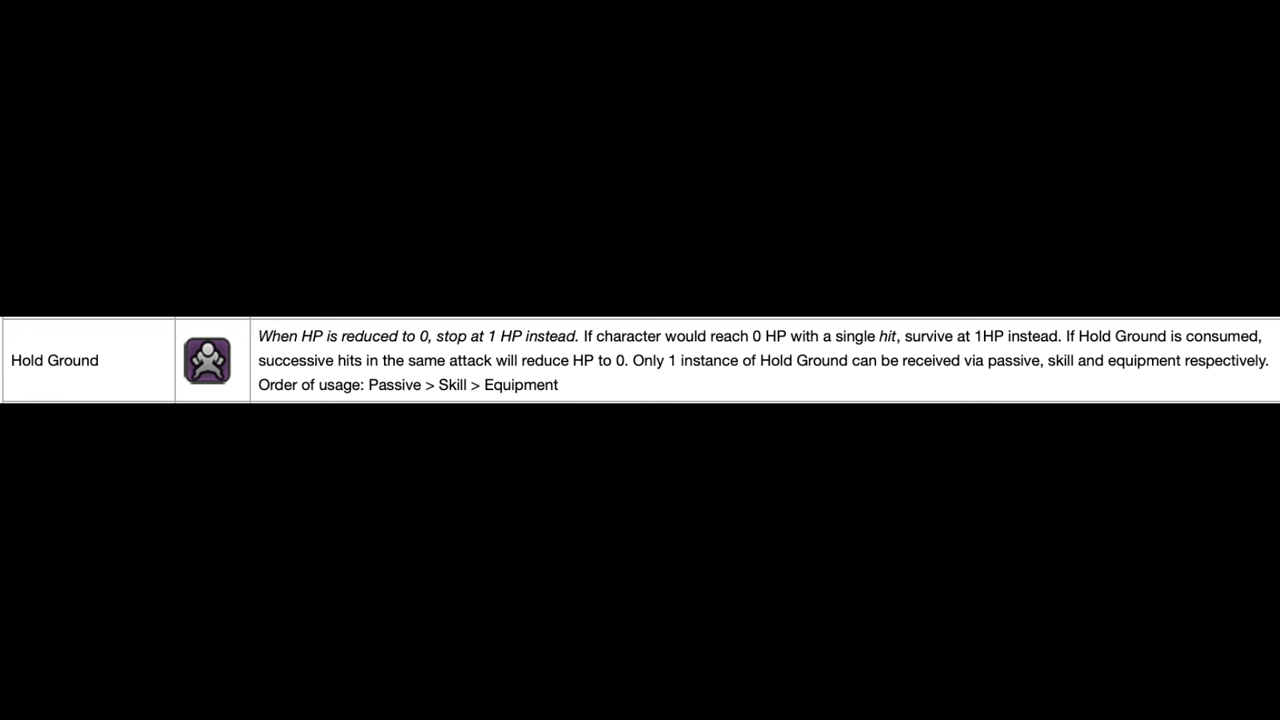 Hold Ground
When HP is reduced to 0, stop at 1 HP instead. If character would reach 0 HP with a single hit, survive at 1HP instead. If Hold Ground is consumed,
successive hits in the same attack will reduce HP to 0. Only 1 instance of Hold Ground can be received via passive, skill and equipment respectively.
Order of usage: Passive > Skill > Equipment